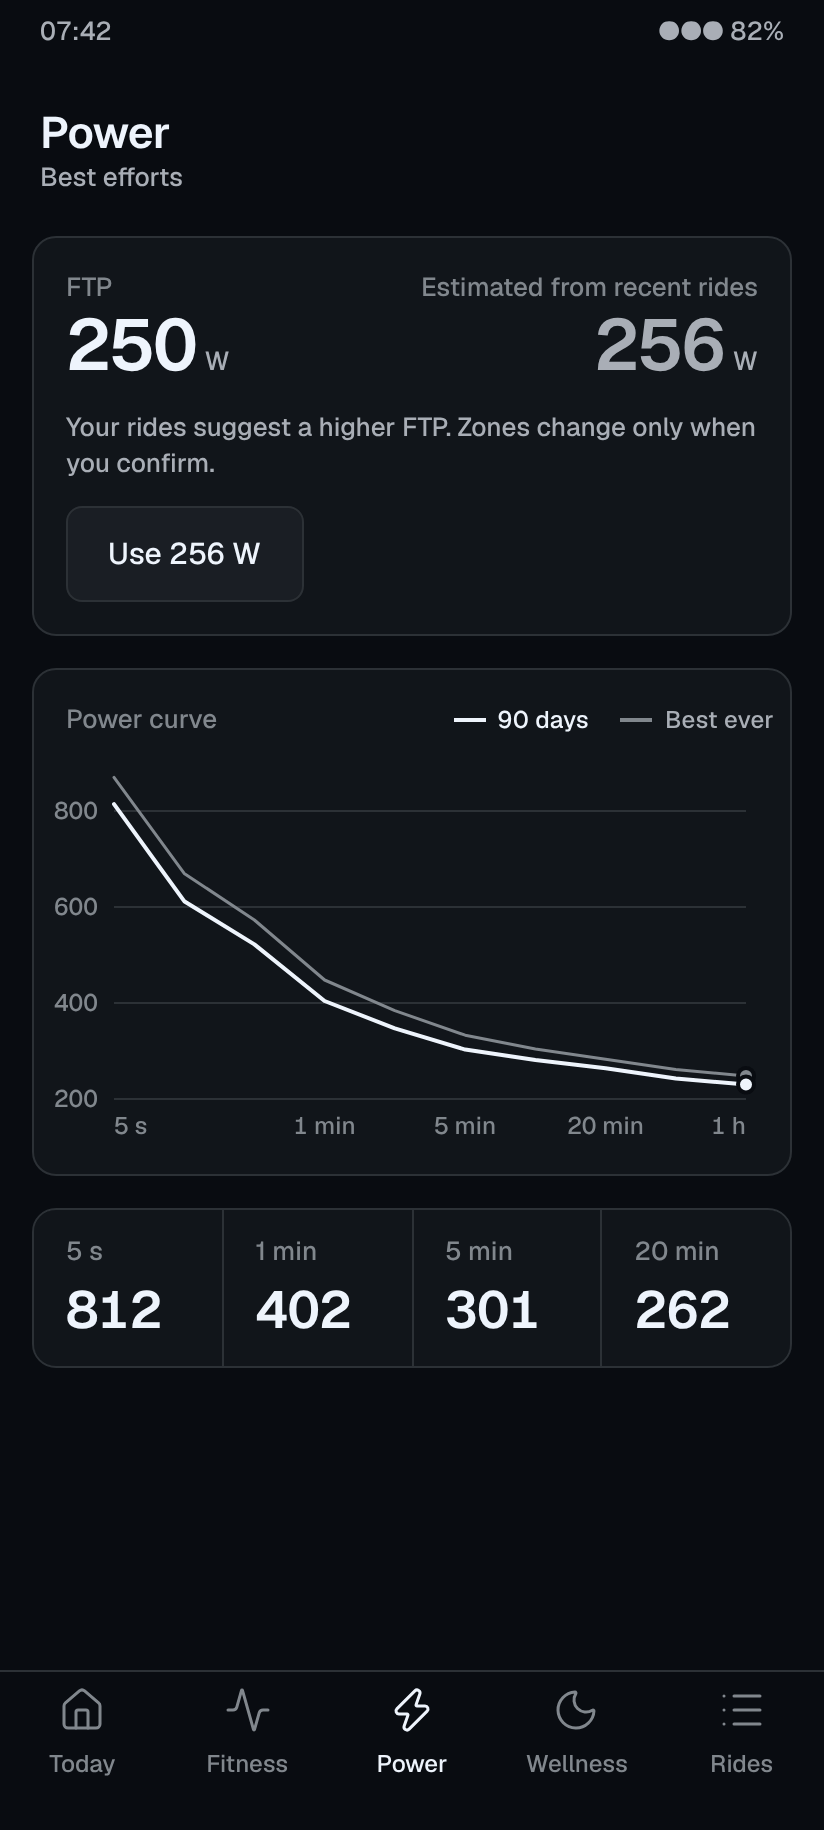 07:42
82%
Power
Best efforts
FTP
Estimated from recent rides
250 W
256 W
Your rides suggest a higher FTP. Zones change only when
you confirm.
Use 256 W
Power curve
90 days
Best ever
800
600
400
200
5 s
1 min
5 min
20 min
1 h
5 s
1 min
5 min
20 min
812
402
301
262
Today
Fitness
Power
Wellness
Rides